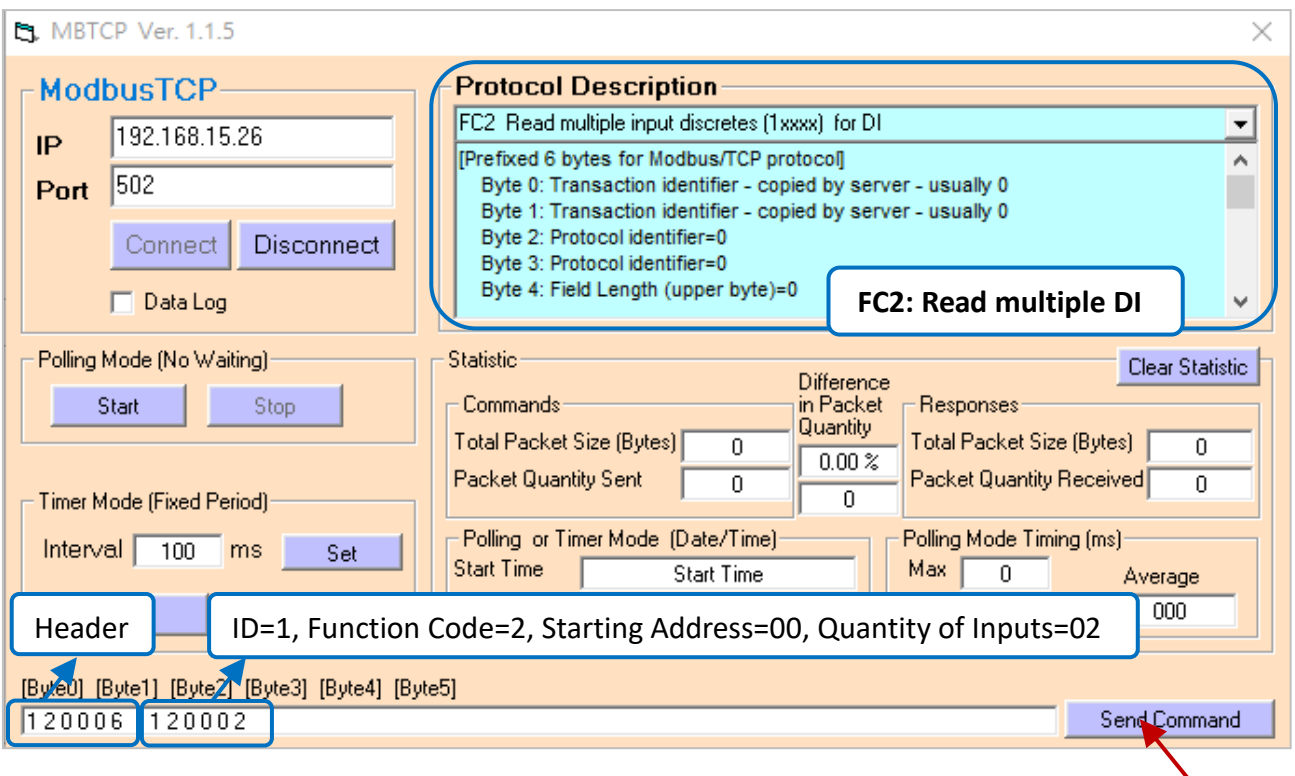 MBTCP Ver. 1.1.5
ModbusTCP
IP 192.168.15.26
Port 502
Connect Disconnect
Data Log
Protocol Description
FC2 Read multiple input discretes (1xxxx) for DI
[Prefixed 6 bytes for Modbus/TCP protocol]
Byte 0: Transaction identifier - copied by server - usually 0
Byte 1: Transaction identifier - copied by server - usually 0
Byte 2: Protocol identifier=0
Byte 3: Protocol identifier=0
Byte 4: Field Length (upper byte)=0
FC2: Read multiple DI
Polling Mode (No Waiting)
Start Stop
Timer Mode (Fixed Period)
Interval 100 ms Set
Statistic
Clear Statistic
Commands
Total Packet Size (Bytes) 0
Packet Quantity Sent 0
Difference
in Packet
Quantity
0.00 %
0
Responses
Total Packet Size (Bytes) 0
Packet Quantity Received 0
Polling or Timer Mode (Date/Time)
Start Time Start Time
Polling Mode Timing (ms)
Max 0
Average
000
Header
ID=1, Function Code=2, Starting Address=00, Quantity of Inputs=02
[Byte0] [Byte1] [Byte2] [Byte3] [Byte4] [Byte5]
1 2 0 0 0 6 1 2 0 0 0 2
Send Command